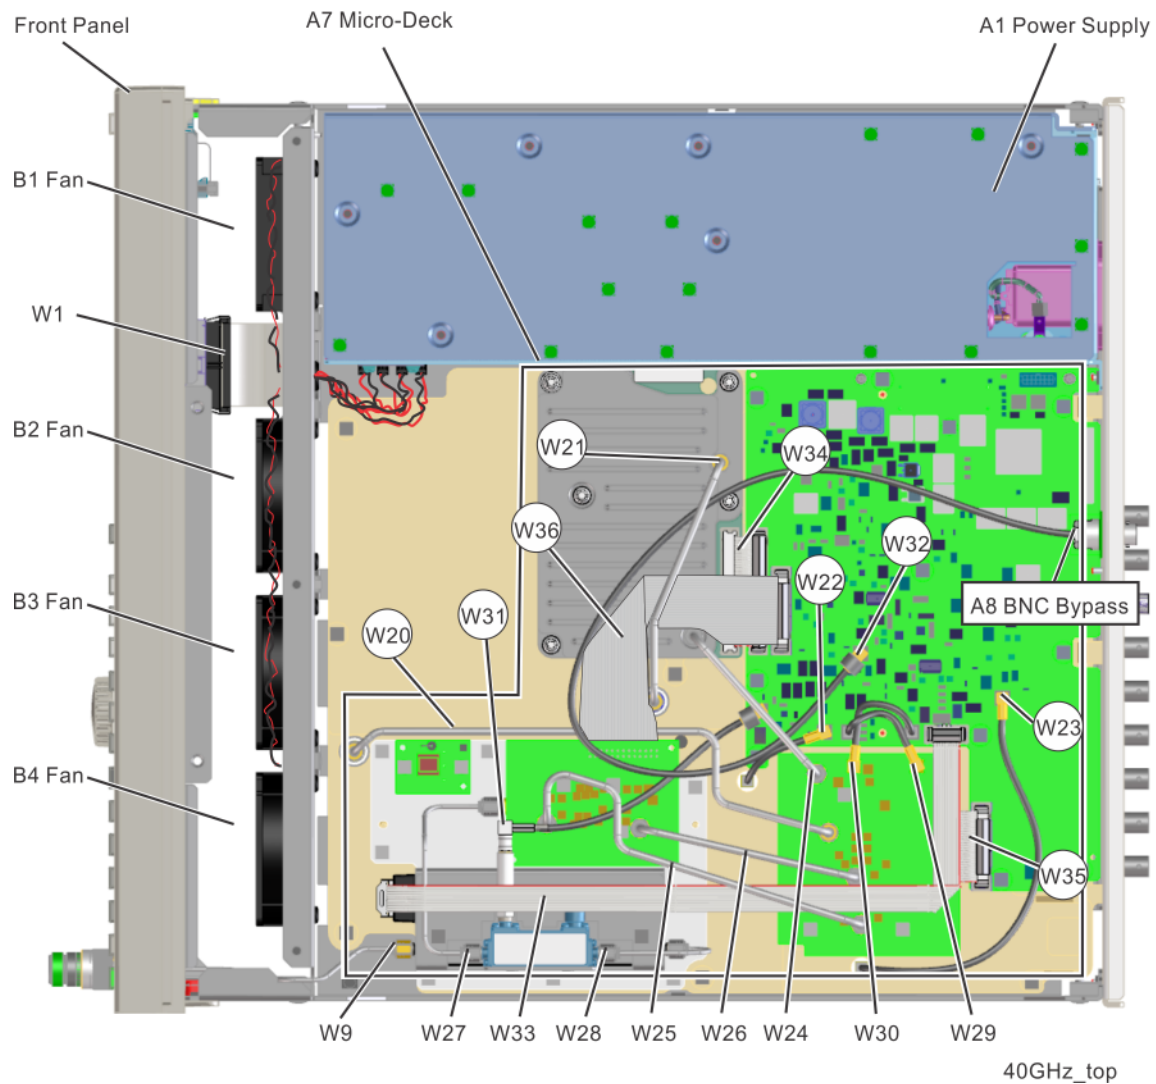 Front Panel
A7 Micro-Deck
A1 Power Supply
B1 Fan
W1
B2 Fan
W21
W34
W36
W32
W22
B3 Fan
A8 BNC Bypass
W31
W20
W23
B4 Fan
W35
W9
W27
W33
W28
W25
W26
W24
W30
W29
40GHz_top